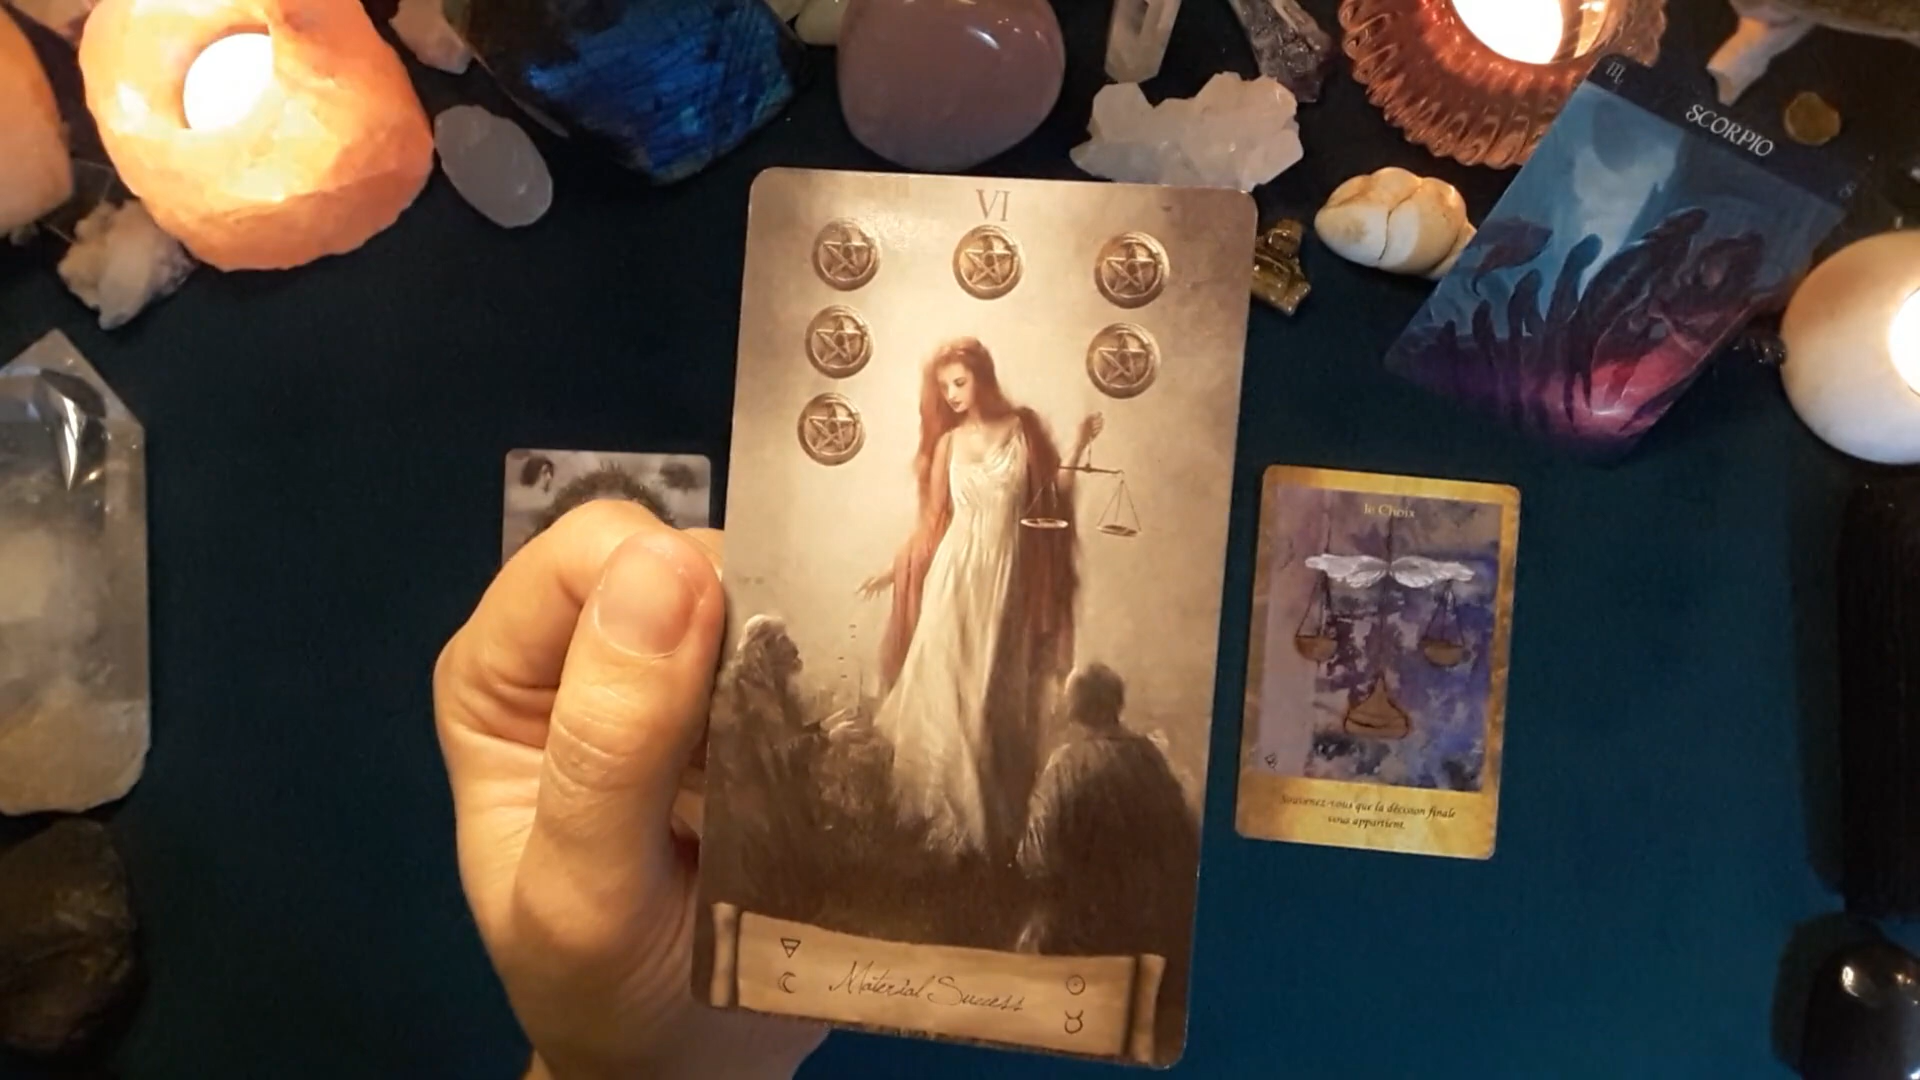 VI
Material Success
♏
SCORPIO
le Choix
Souvenez-vous que la décision finale
vous appartient.